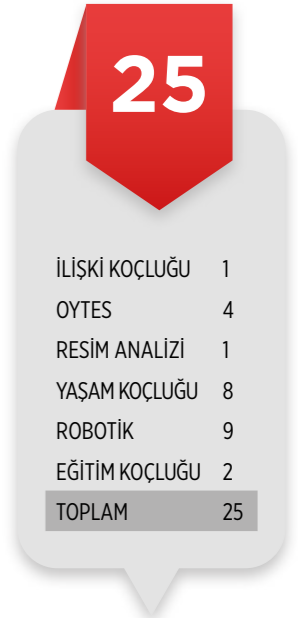 25
İLİŞKİ KOÇLUĞU 1
OYTES 4
RESİM ANALİZİ 1
YAŞAM KOÇLUĞU 8
ROBOTİK 9
EĞİTİM KOÇLUĞU 2
TOPLAM 25